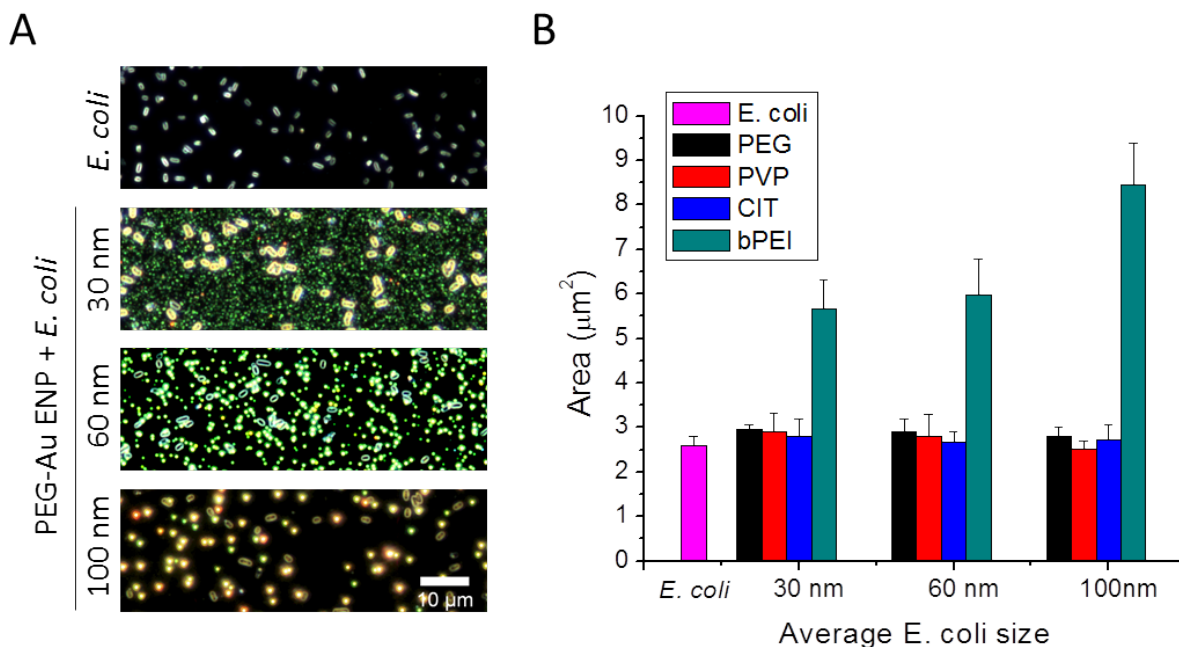 A
E. coli
PEG-Au ENP + E. coli
30 nm
60 nm
100 nm
10 μm
B
E. coli
PEG
PVP
CIT
bPEI
Area (μm²)
10
9
8
7
6
5
4
3
2
1
0
E. coli 30 nm 60 nm 100nm
Average E. coli size